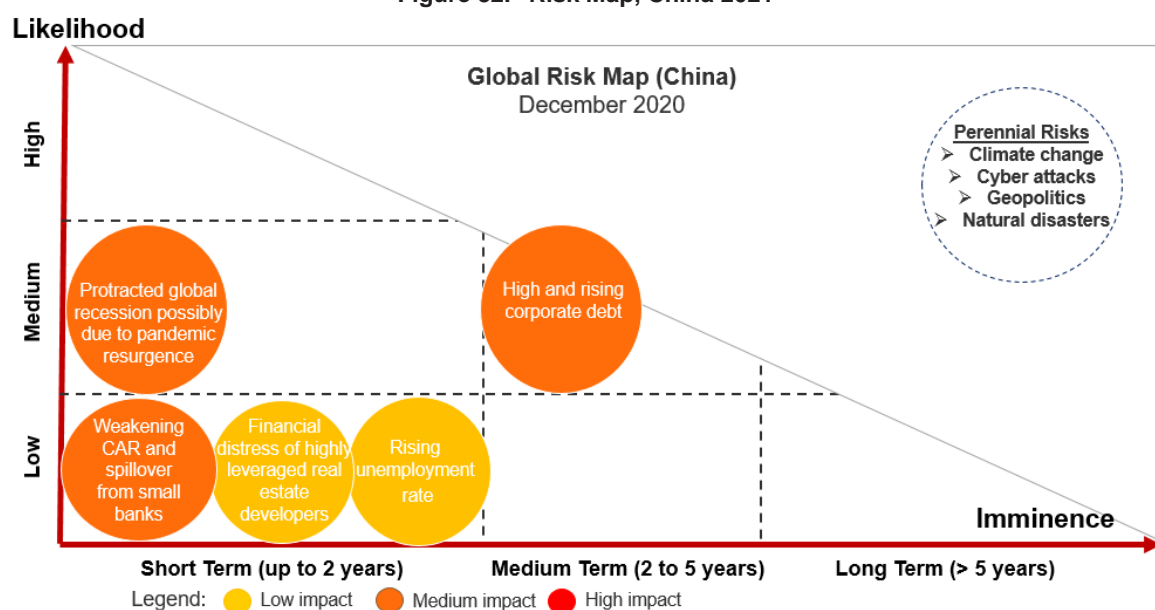 Likelihood
Global Risk Map (China)
December 2020
High
Medium
Low
Perennial Risks
➢ Climate change
➢ Cyber attacks
➢ Geopolitics
➢ Natural disasters
Protracted global
recession possibly
due to pandemic
resurgence
High and rising
corporate debt
Weakening
CAR and
spillover
from small
banks
Financial
distress of highly
leveraged real
estate
developers
Rising
unemployment
rate
Imminence
Short Term (up to 2 years)
Medium Term (2 to 5 years)
Long Term (> 5 years)
Legend:
Low impact
Medium impact
High impact